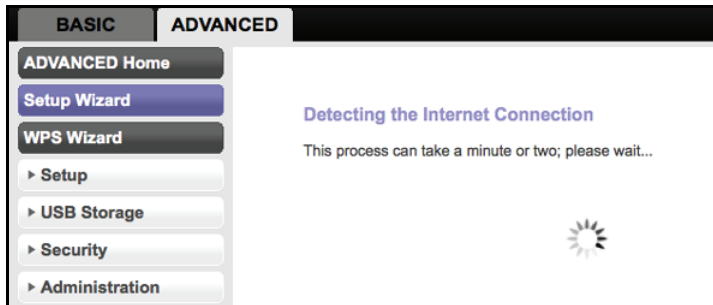 BASIC
ADVANCED
ADVANCED Home
Setup Wizard
WPS Wizard
Setup
USB Storage
Security
Administration
Detecting the Internet Connection
This process can take a minute or two; please wait...